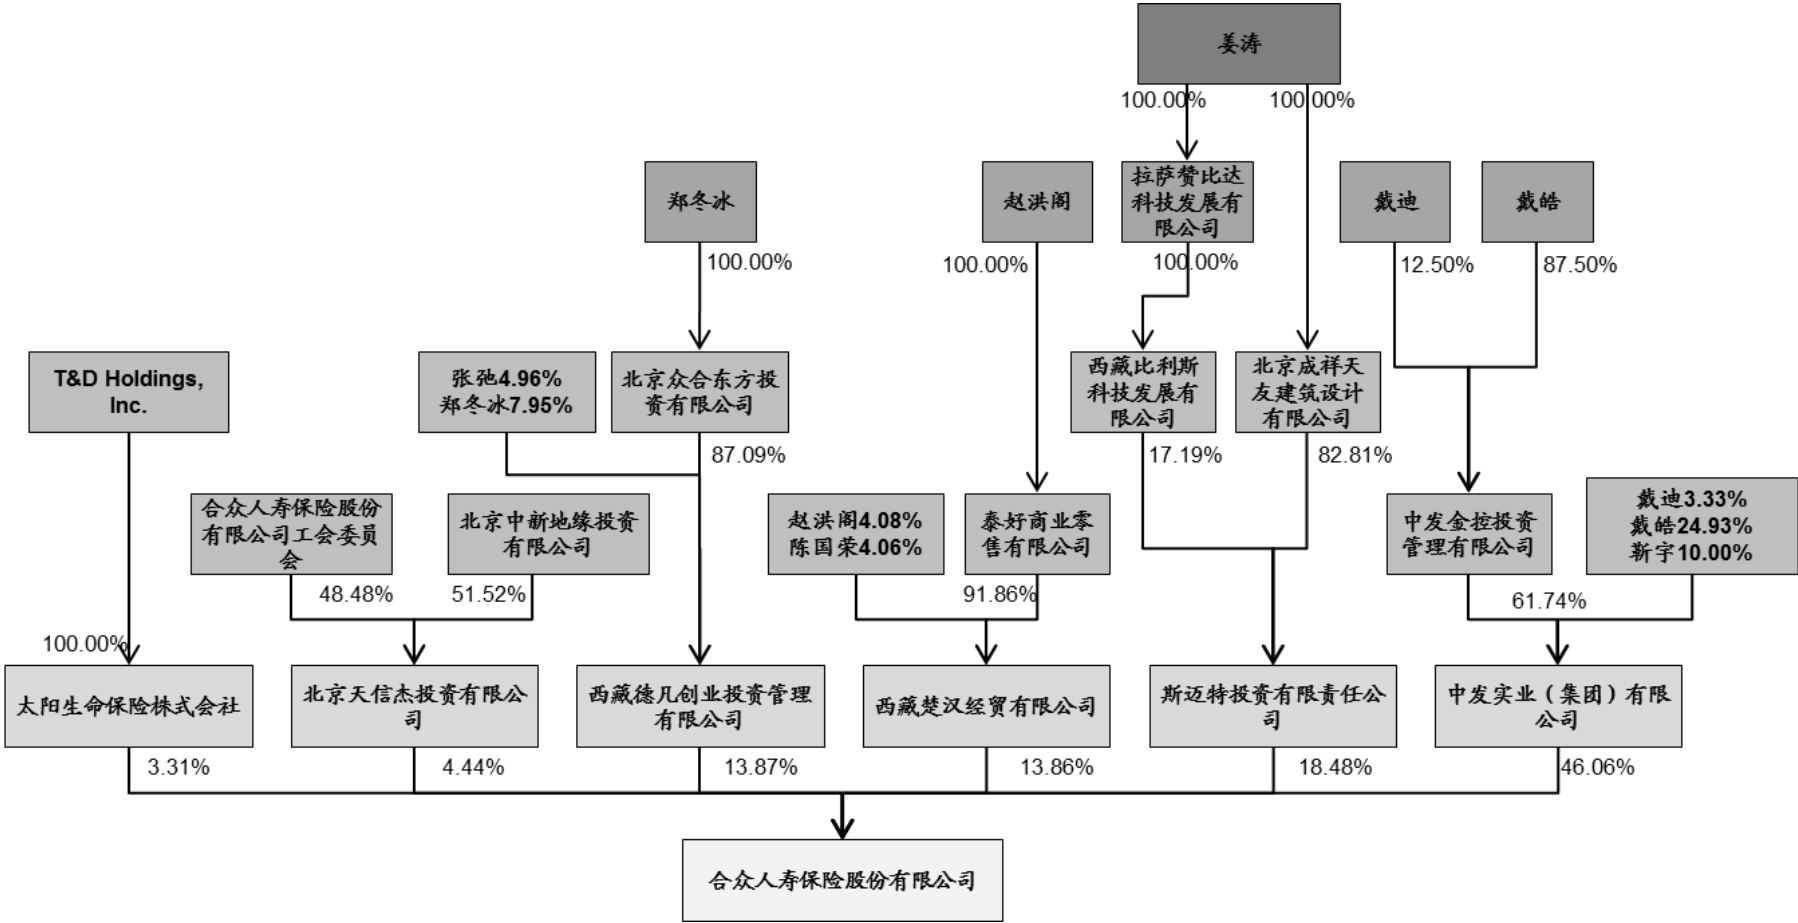 姜涛
100.00%
100.00%
郑冬冰
赵洪阁
拉萨赞比达
科技发展有
限公司
戴迪
戴皓
100.00%
100.00%
100.00%
12.50%
87.50%
T&D Holdings,
Inc.
张弛4.96%
郑冬冰7.95%
北京众合东方投
资有限公司
西藏比利斯
科技发展有
限公司
北京成祥天
友建筑设计
有限公司
87.09%
17.19%
82.81%
合众人寿保险股份
有限公司工会委员
会
北京中新地缘投资
有限公司
赵洪阁4.08%
陈国荣4.06%
泰好商业零
售有限公司
中发金控投资
管理有限公司
戴迪3.33%
戴皓24.93%
靳宇10.00%
48.48%
51.52%
91.86%
61.74%
100.00%
太阳生命保险株式会社
北京天信杰投资有限公
司
西藏德凡创业投资管理
有限公司
西藏楚汉经贸有限公司
斯迈特投资有限责任公
司
中发实业（集团）有限
公司
3.31%
4.44%
13.87%
13.86%
18.48%
46.06%
合众人寿保险股份有限公司